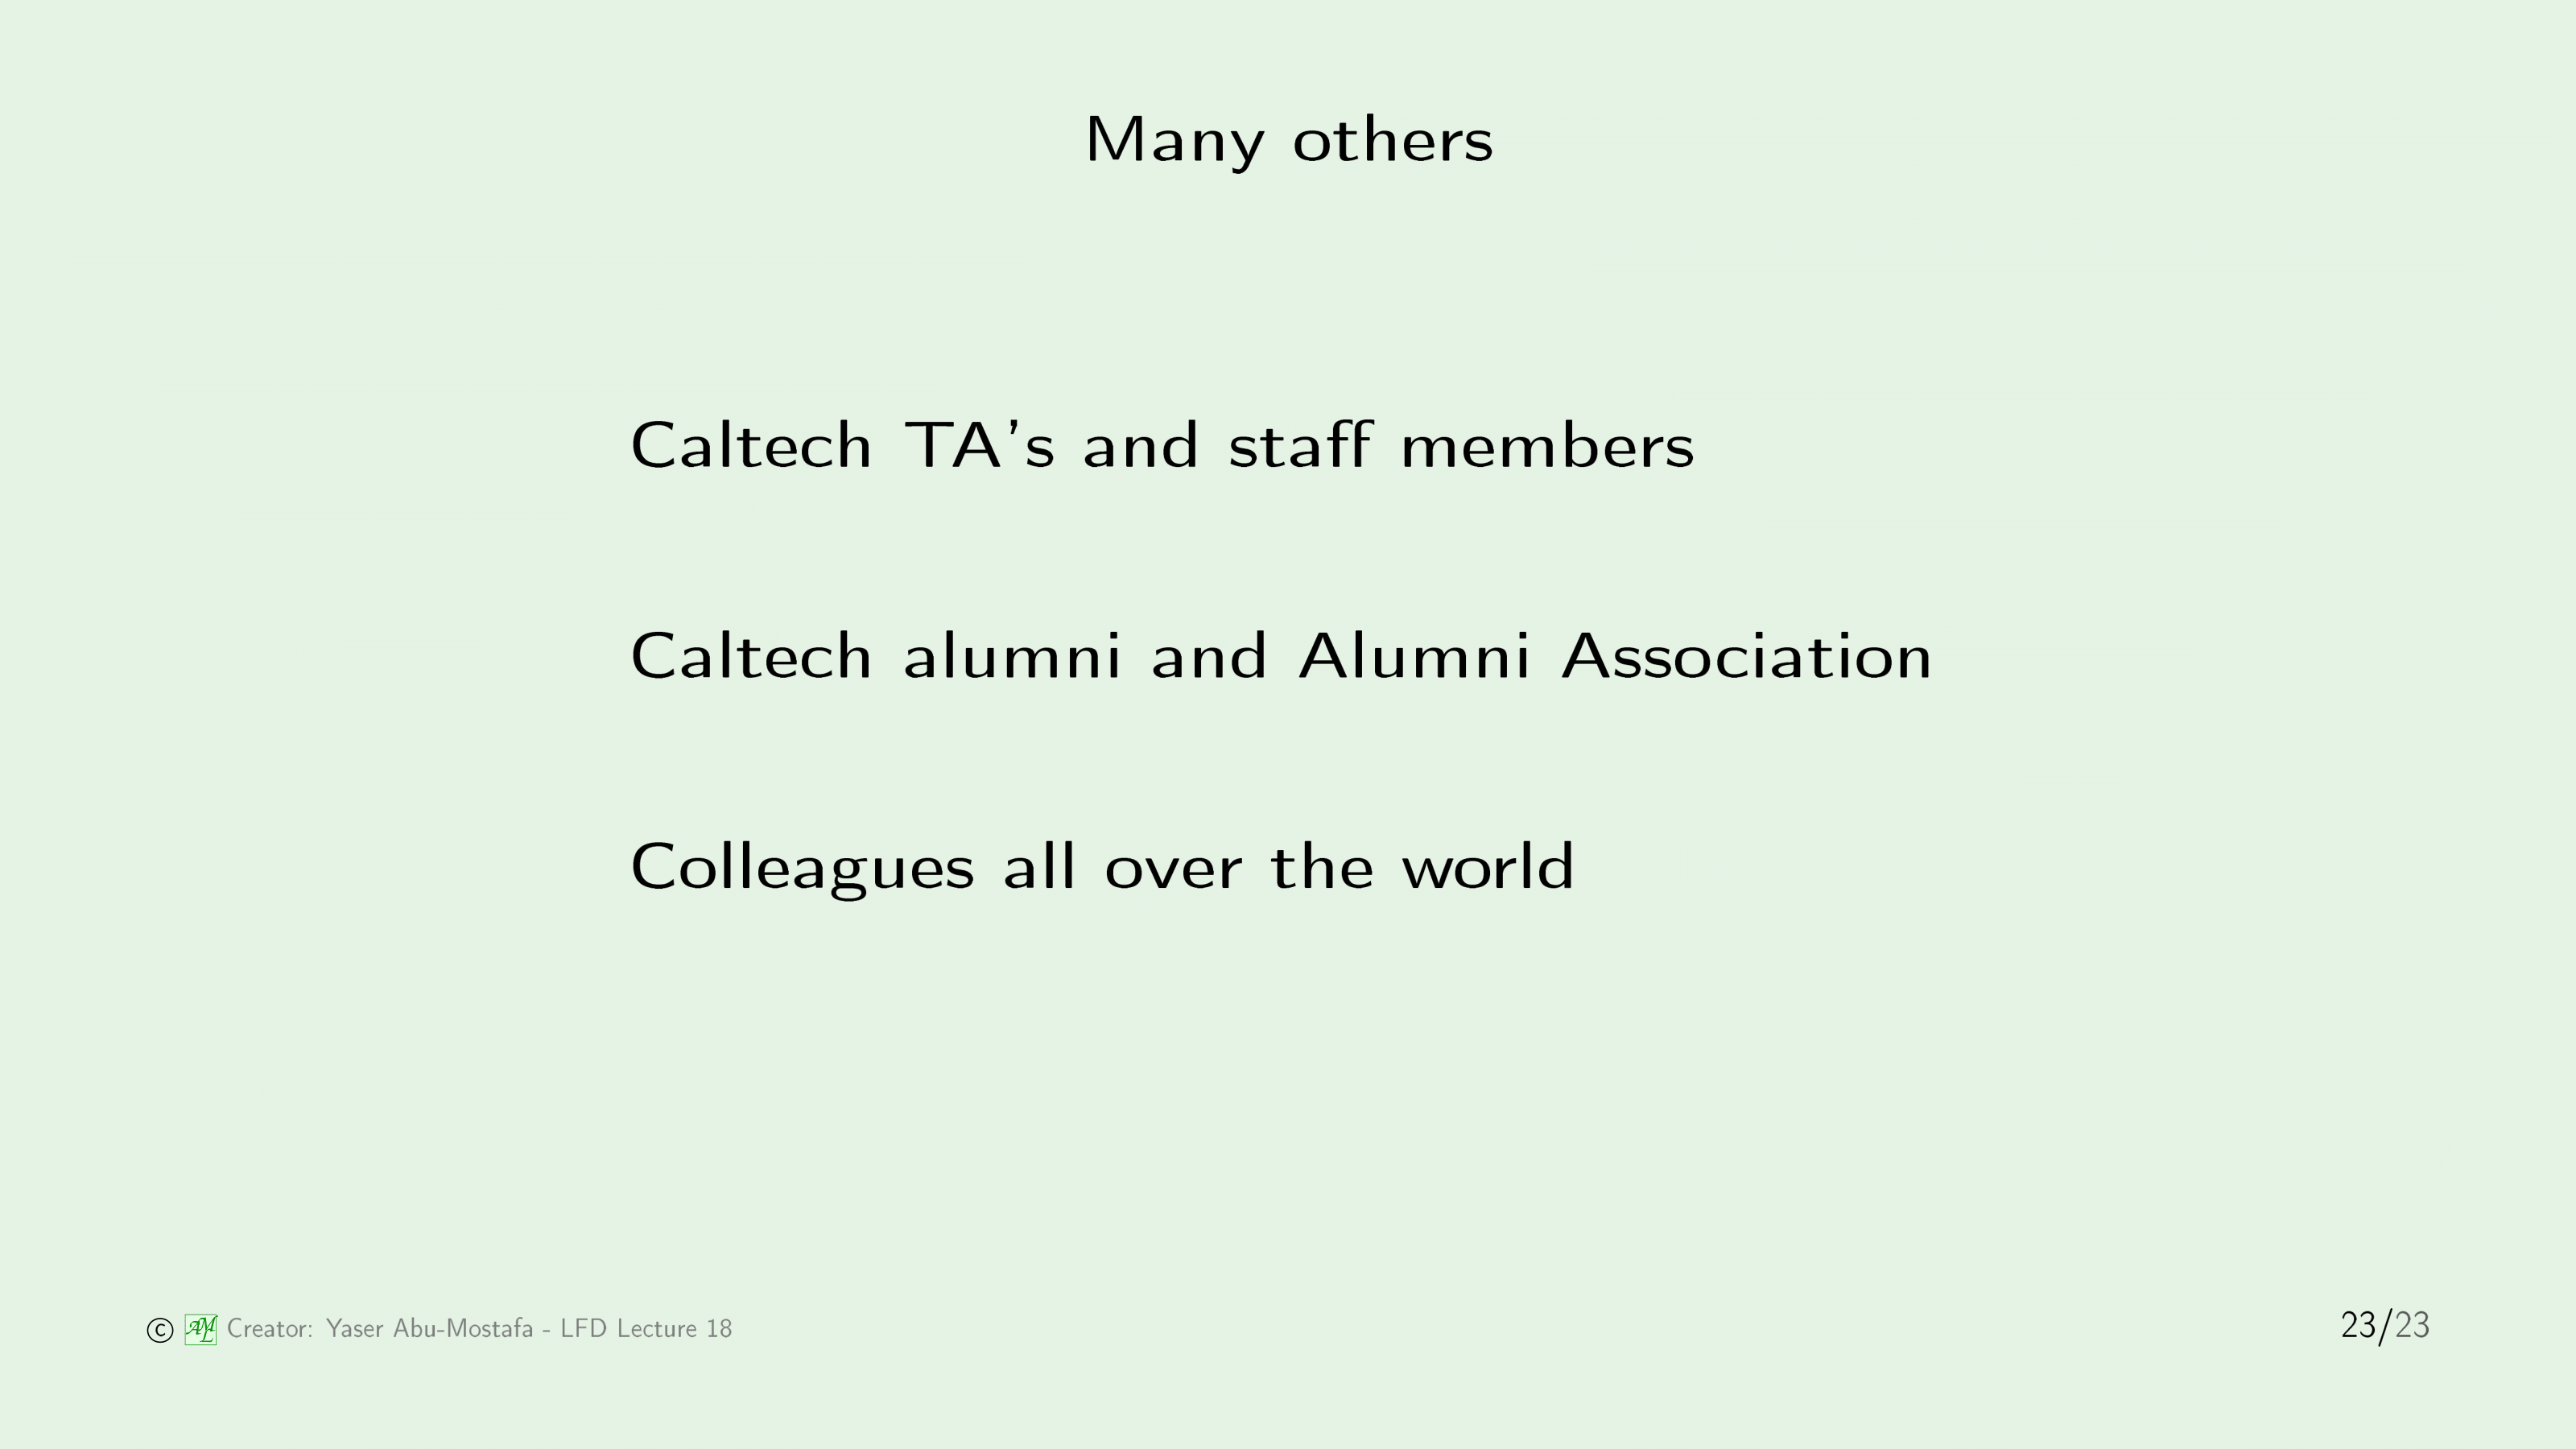 Many others
Caltech TA's and staff members
Caltech alumni and Alumni Association
Colleagues all over the world
© AML Creator: Yaser Abu-Mostafa - LFD Lecture 18
23/23